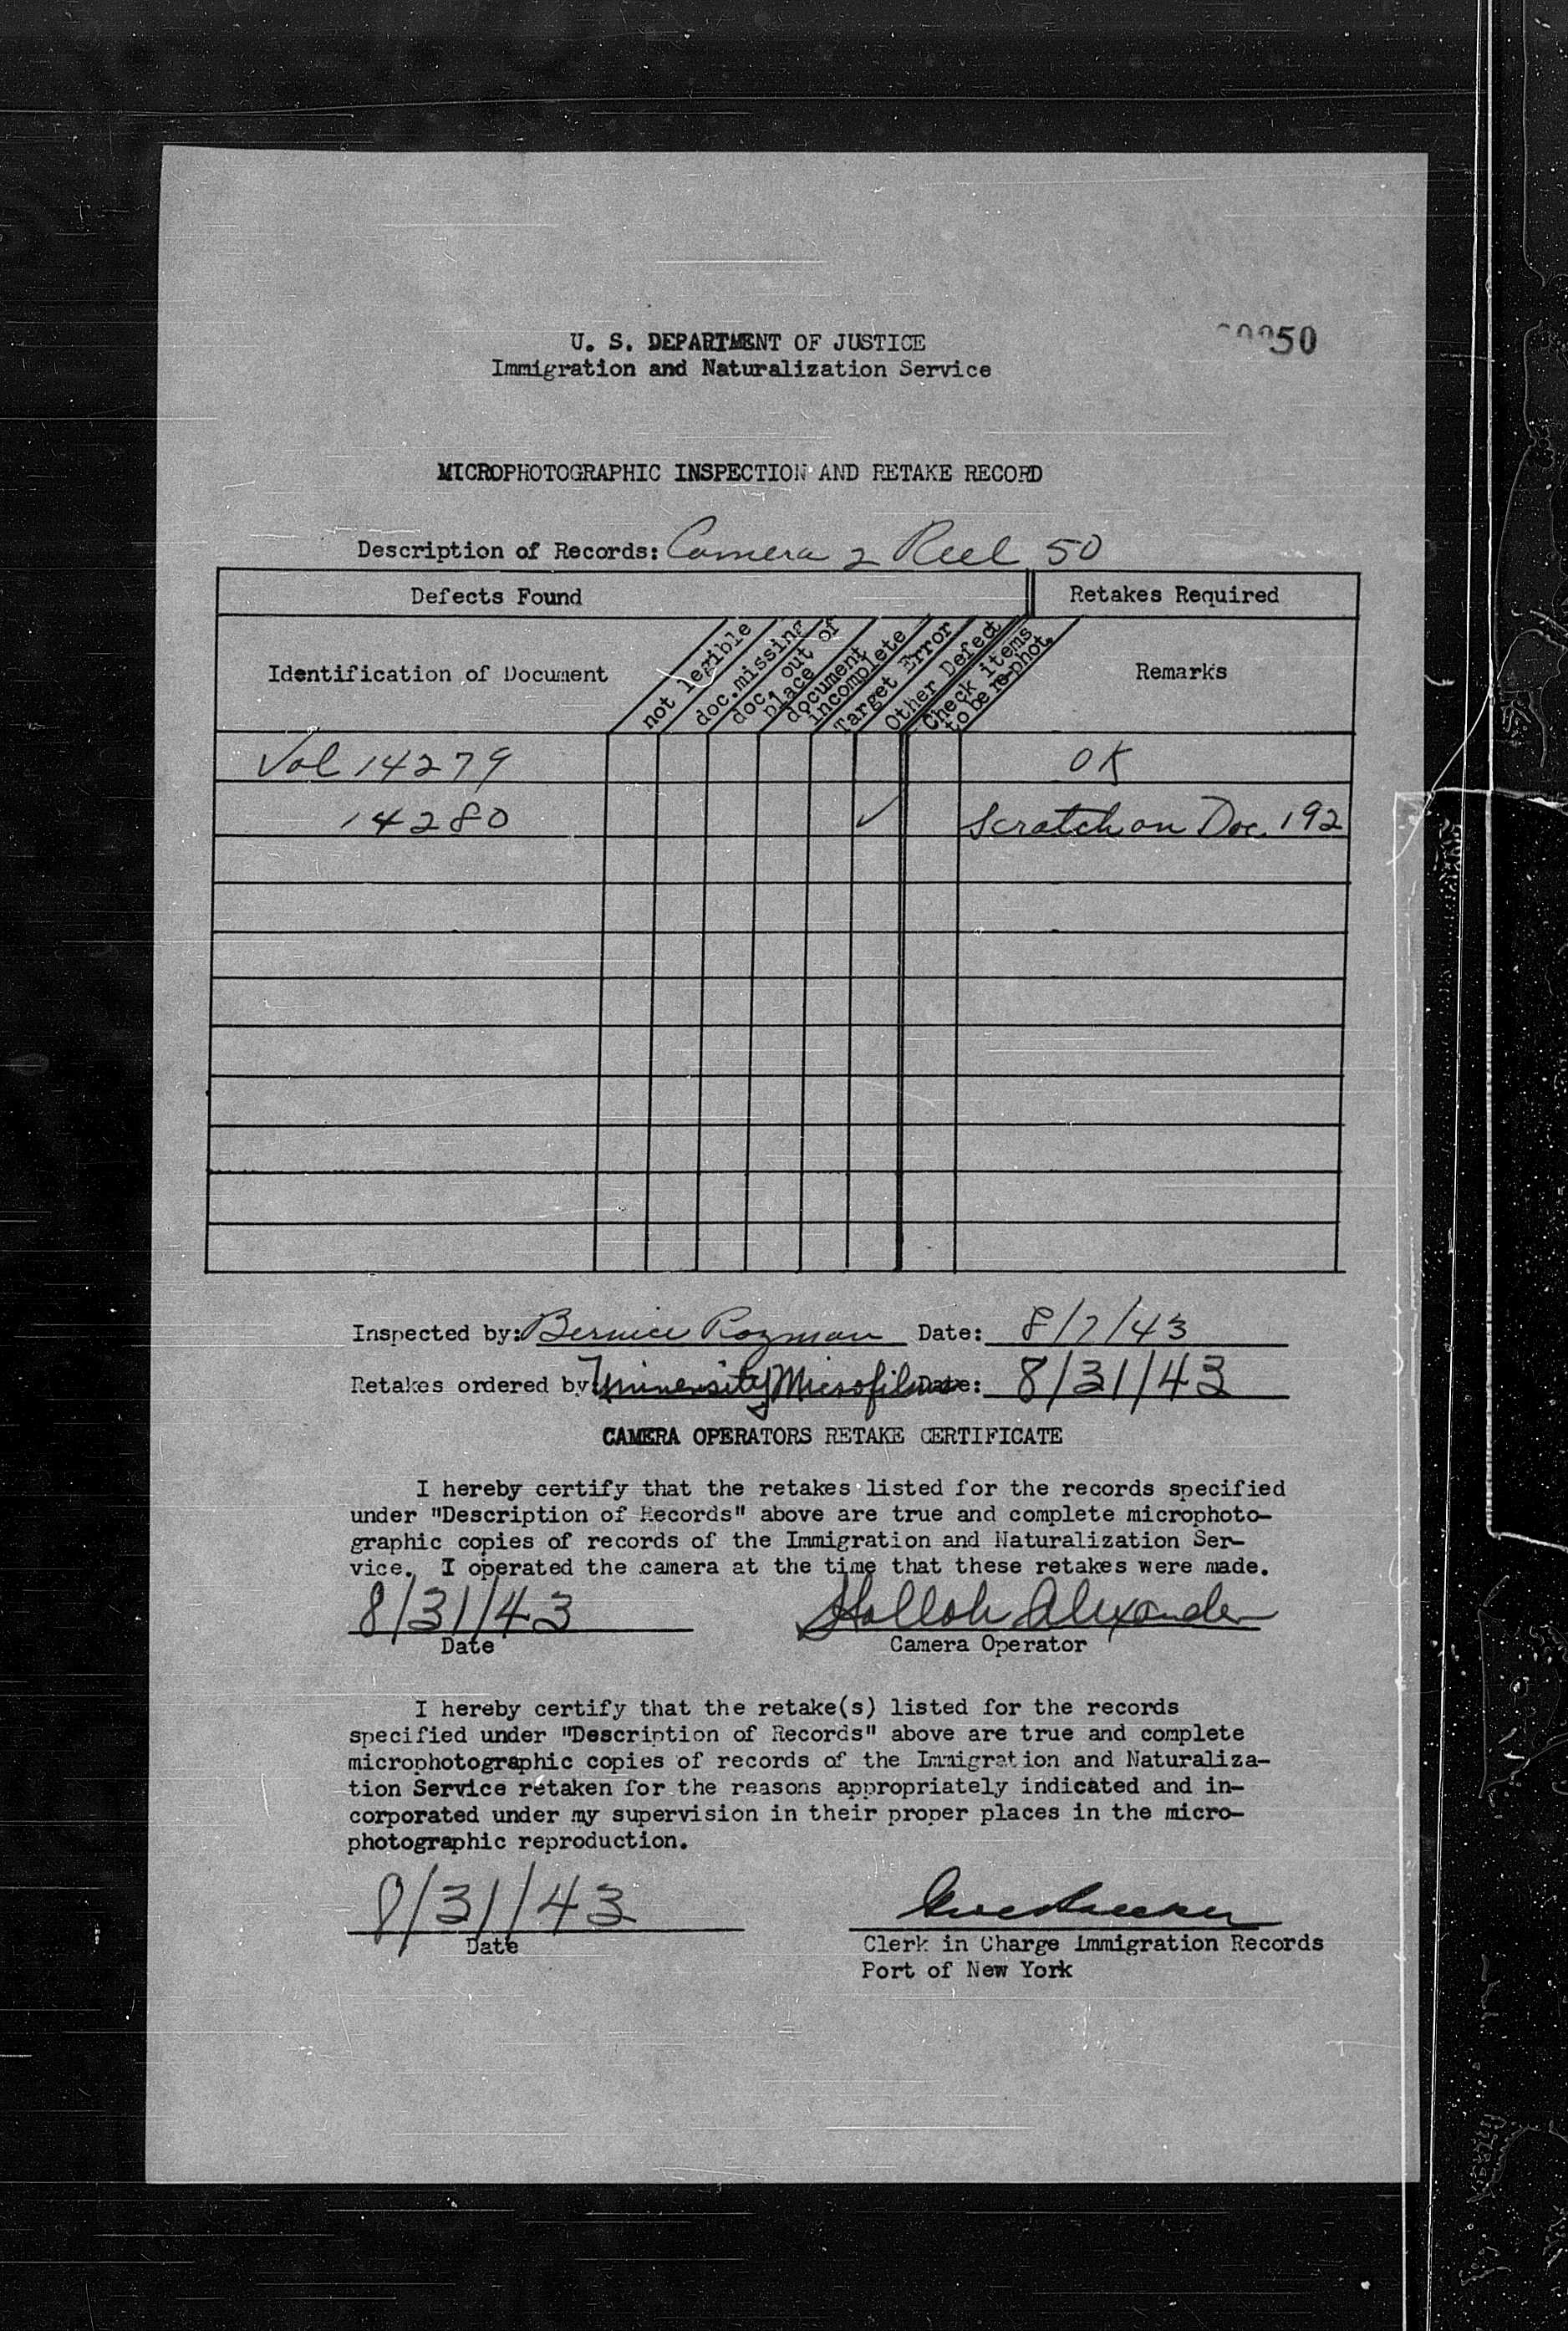 50
U. S. DEPARTMENT OF JUSTICE
Immigration and Naturalization Service
MICROPHOTOGRAPHIC INSPECTION AND RETAKE RECORD
Description of Records: Camera 2 Reel 50
Defects Found
Retakes Required
Identification of Document
not legible
doc.missing
doc. out of
place
document
incomplete
Target Error
Other Defect
Check items
to be re-phot.
Remarks
Vol 14279 OK
14280 ✓ Scratch on Doc. 192
Inspected by: Bernice Rozman Date: 8/7/43
Retakes ordered by: University Microfilms Date: 8/31/43
CAMERA OPERATORS RETAKE CERTIFICATE
I hereby certify that the retakes listed for the records specified
under "Description of Records" above are true and complete microphoto-
graphic copies of records of the Immigration and Naturalization Ser-
vice. I operated the camera at the time that these retakes were made.
8/31/43 Alexander
Date Camera Operator
I hereby certify that the retake(s) listed for the records
specified under "Description of Records" above are true and complete
microphotographic copies of records of the Immigration and Naturaliza-
tion Service retaken for the reasons appropriately indicated and in-
corporated under my supervision in their proper places in the micro-
photographic reproduction.
8/31/43
Date Clerk in Charge Immigration Records
Port of New York